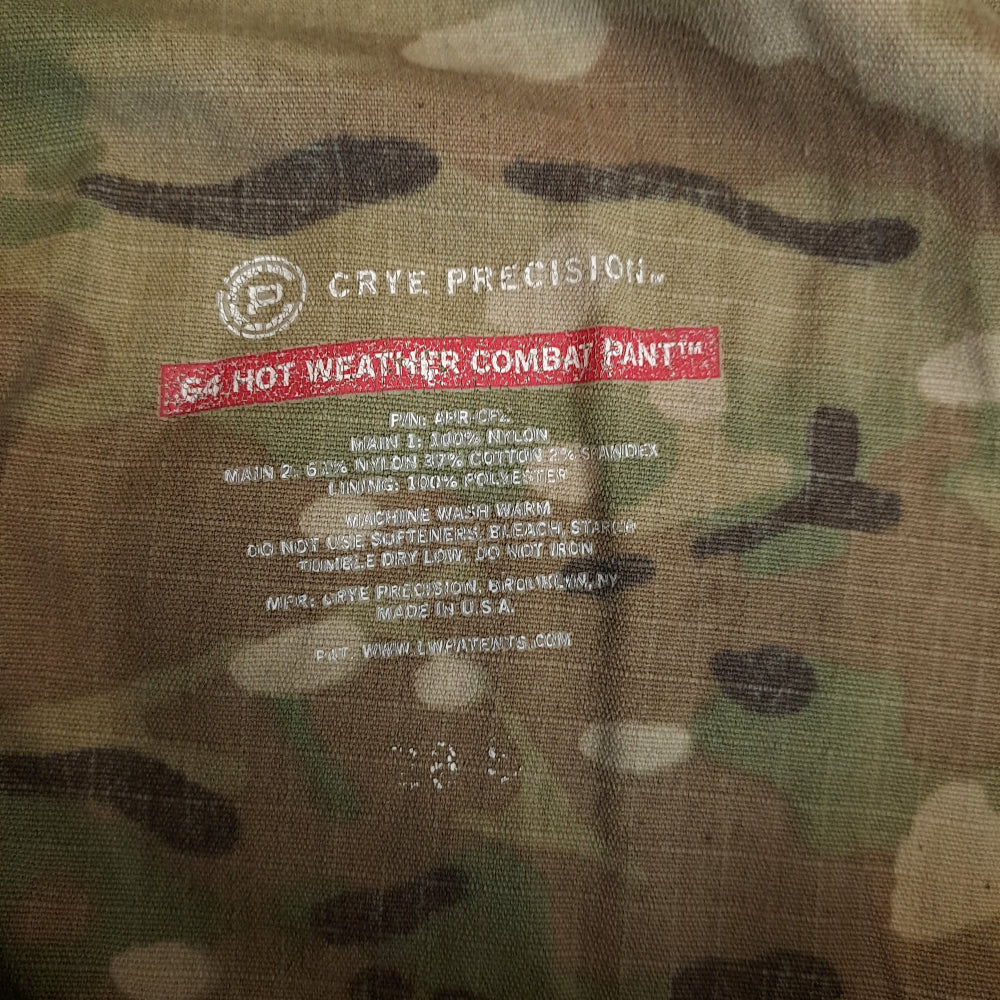 P CRYE PRECISION™
G4 HOT WEATHER COMBAT PANT™
P/N: APR-CF2
MAIN 1: 100% NYLON
MAIN 2: 61% NYLON 37% COTTON 2% SPANDEX
LINING: 100% POLYESTER
MACHINE WASH WARM
DO NOT USE SOFTENERS, BLEACH, STARCH
TUMBLE DRY LOW, DO NOT IRON
MFR: CRYE PRECISION, BROOKLYN, NY
MADE IN U.S.A.
PAT. WWW.LWPATENTS.COM